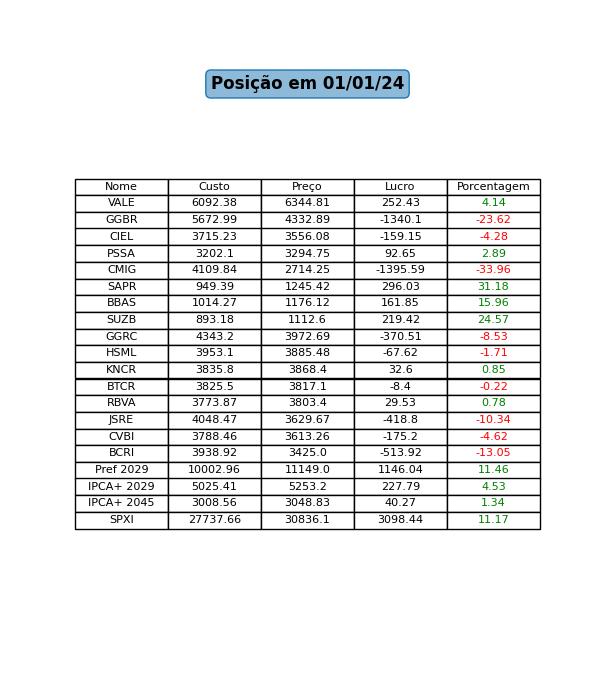 Posição em 01/01/24
Nome Custo Preço Lucro Porcentagem
VALE 6092.38 6344.81 252.43 4.14
GGBR 5672.99 4332.89 -1340.1 -23.62
CIEL 3715.23 3556.08 -159.15 -4.28
PSSA 3202.1 3294.75 92.65 2.89
CMIG 4109.84 2714.25 -1395.59 -33.96
SAPR 949.39 1245.42 296.03 31.18
BBAS 1014.27 1176.12 161.85 15.96
SUZB 893.18 1112.6 219.42 24.57
GGRC 4343.2 3972.69 -370.51 -8.53
HSML 3953.1 3885.48 -67.62 -1.71
KNCR 3835.8 3868.4 32.6 0.85
BTCR 3825.5 3817.1 -8.4 -0.22
RBVA 3773.87 3803.4 29.53 0.78
JSRE 4048.47 3629.67 -418.8 -10.34
CVBI 3788.46 3613.26 -175.2 -4.62
BCRI 3938.92 3425.0 -513.92 -13.05
Pref 2029 10002.96 11149.0 1146.04 11.46
IPCA+ 2029 5025.41 5253.2 227.79 4.53
IPCA+ 2045 3008.56 3048.83 40.27 1.34
SPXI 27737.66 30836.1 3098.44 11.17